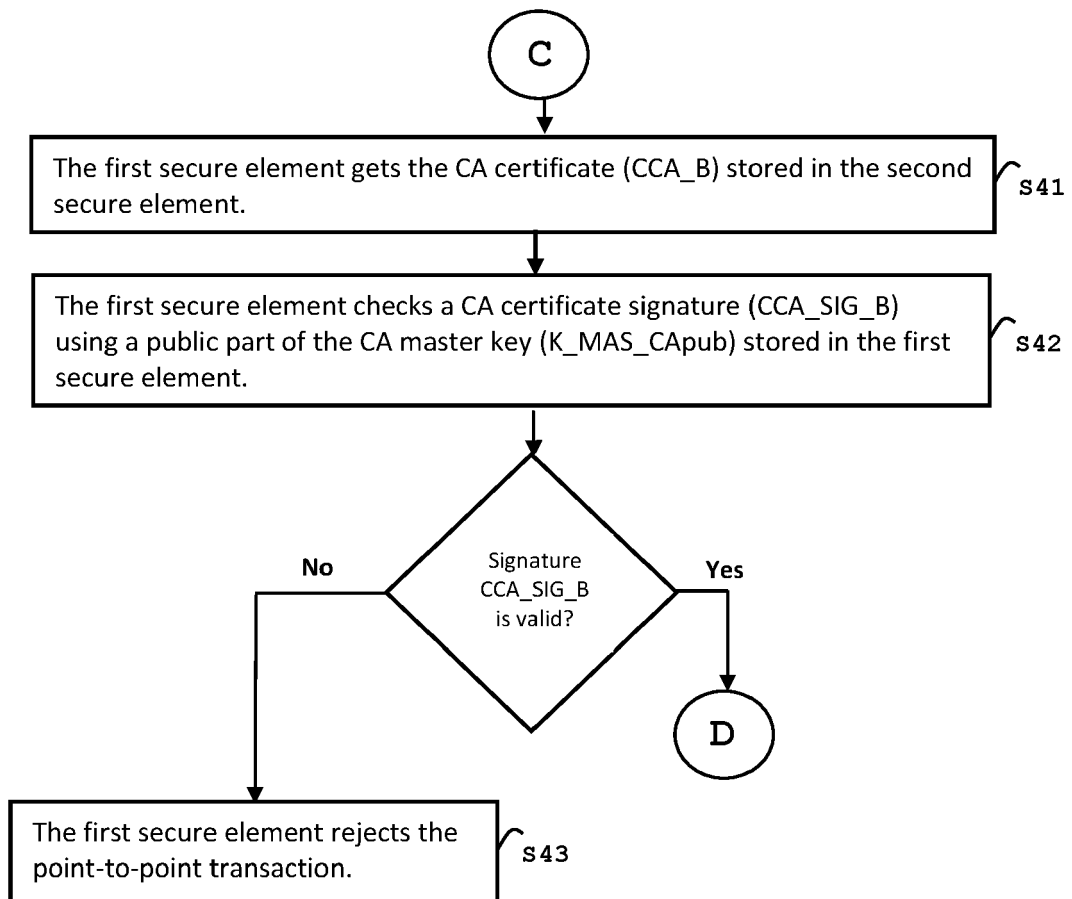 C
The first secure element gets the CA certificate (CCA_B) stored in the second
secure element.
S41
The first secure element checks a CA certificate signature (CCA_SIG_B)
using a public part of the CA master key (K_MAS_CApub) stored in the first
secure element.
S42
Signature
CCA_SIG_B
is valid?
No
Yes
D
The first secure element rejects the
point-to-point transaction.
S43